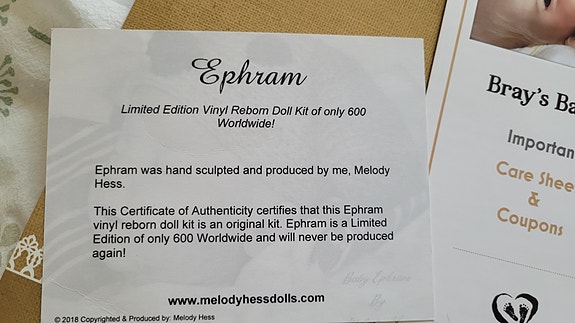 Ephram
Limited Edition Vinyl Reborn Doll Kit of only 600
Worldwide!
Ephram was hand sculpted and produced by me, Melody
Hess.
This Certificate of Authenticity certifies that this Ephram
vinyl reborn doll kit is an original kit. Ephram is a Limited
Edition of only 600 Worldwide and will never be produced
again!
Baby Ephram
By
www.melodyhessdolls.com
© 2018 Copyrighted & Produced by: Melody Hess
Bray's Ba
Importan
Care Shee
&
Coupons